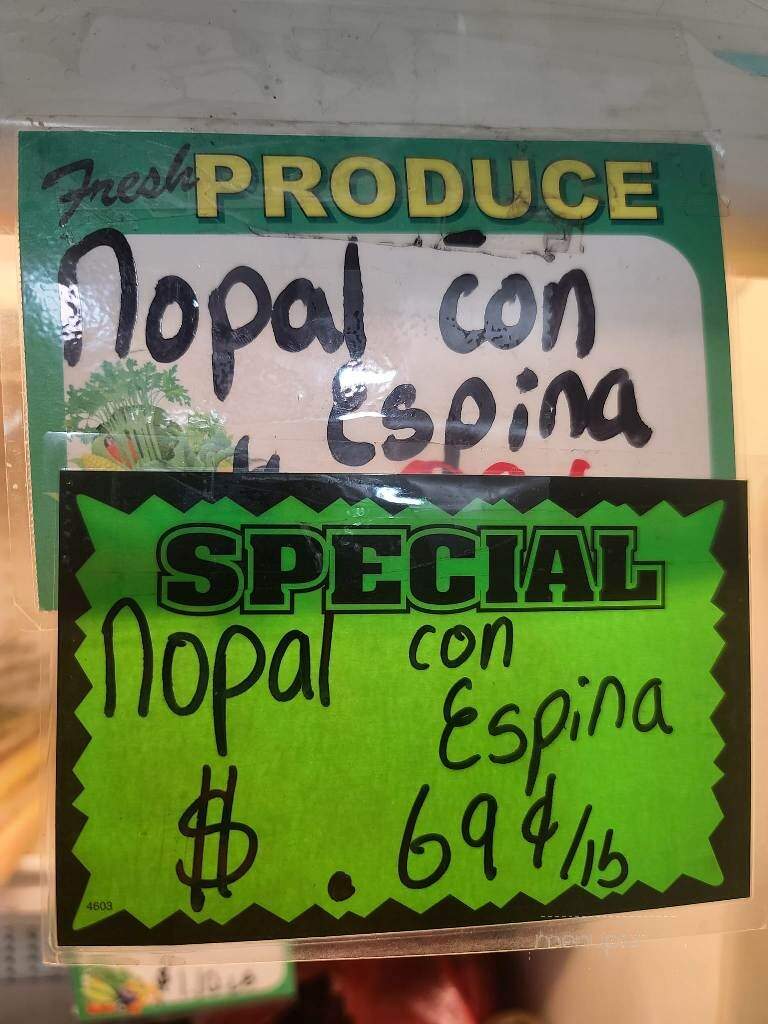 Fresh PRODUCE
Nopal con
Espina
SPECIAL
Nopal con
Espina
$ .69¢/lb
4603